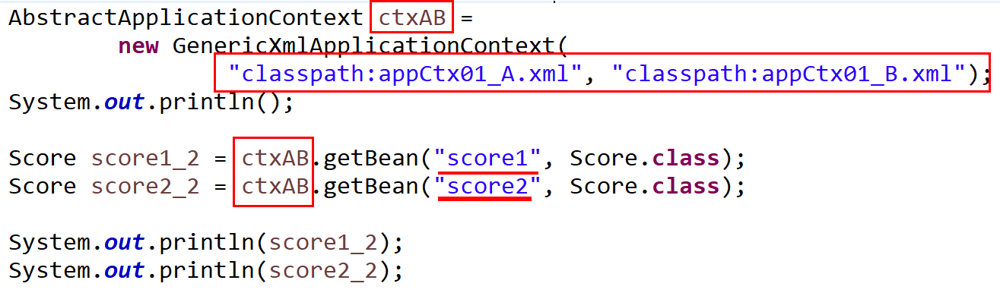 AbstractApplicationContext ctxAB =
new GenericXmlApplicationContext(
"classpath:appCtx01_A.xml", "classpath:appCtx01_B.xml");
System.out.println();
Score score1_2 = ctxAB.getBean("score1", Score.class);
Score score2_2 = ctxAB.getBean("score2", Score.class);
System.out.println(score1_2);
System.out.println(score2_2);